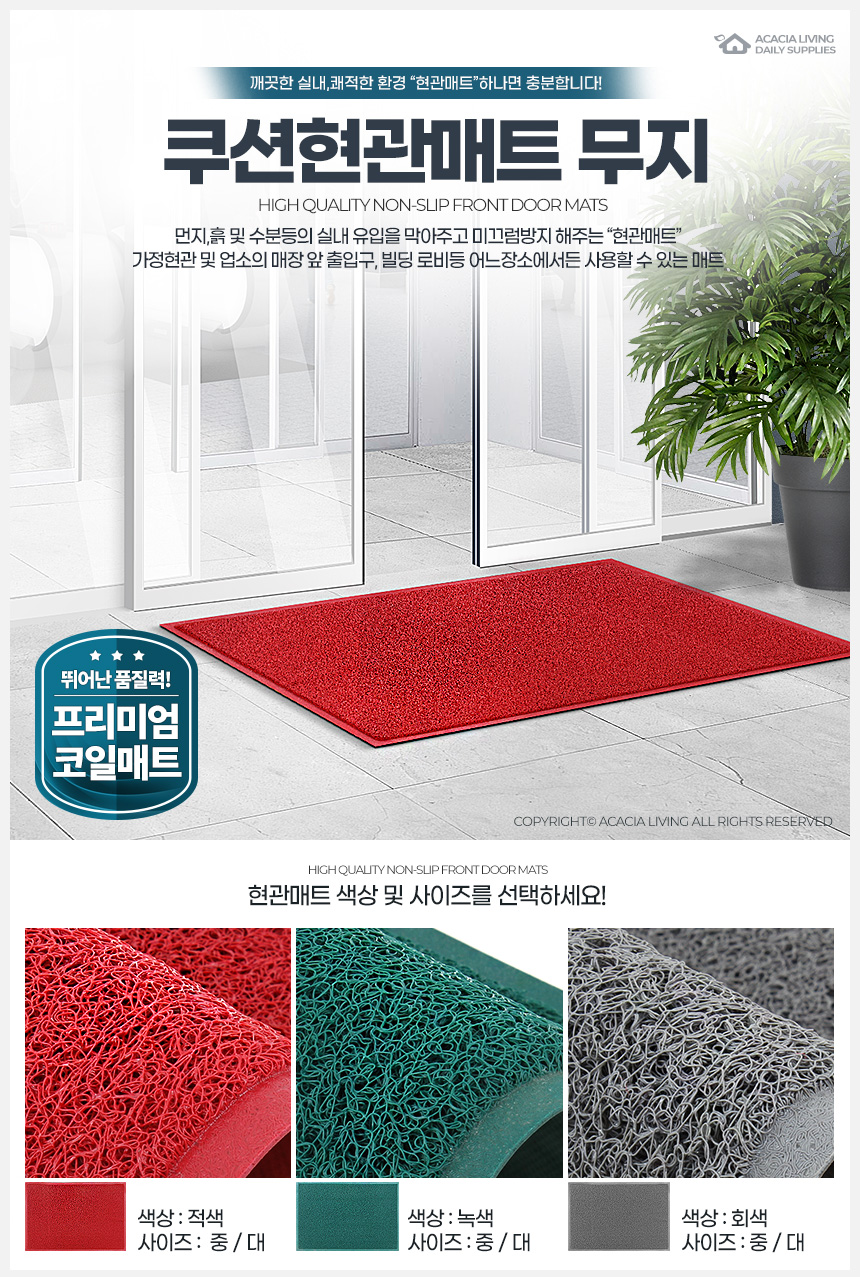 ACACIA LIVING
DAILY SUPPLIES
깨끗한 실내,쾌적한 환경 “현관매트”하나면 충분합니다!
쿠션현관매트 무지
HIGH QUALITY NON-SLIP FRONT DOOR MATS
먼지,흙 및 수분등의 실내 유입을 막아주고 미끄럼방지 해주는 “현관매트”
가정현관 및 업소의 매장 앞 출입구, 빌딩 로비등 어느장소에서든 사용할 수 있는 매트
뛰어난 품질력!
프리미엄
코일매트
COPYRIGHT© ACACIA LIVING ALL RIGHTS RESERVED
HIGH QUALITY NON-SLIP FRONT DOOR MATS
현관매트 색상 및 사이즈를 선택하세요!
색상 : 적색
사이즈 : 중 / 대
색상 : 녹색
사이즈 : 중 / 대
색상 : 회색
사이즈 : 중 / 대